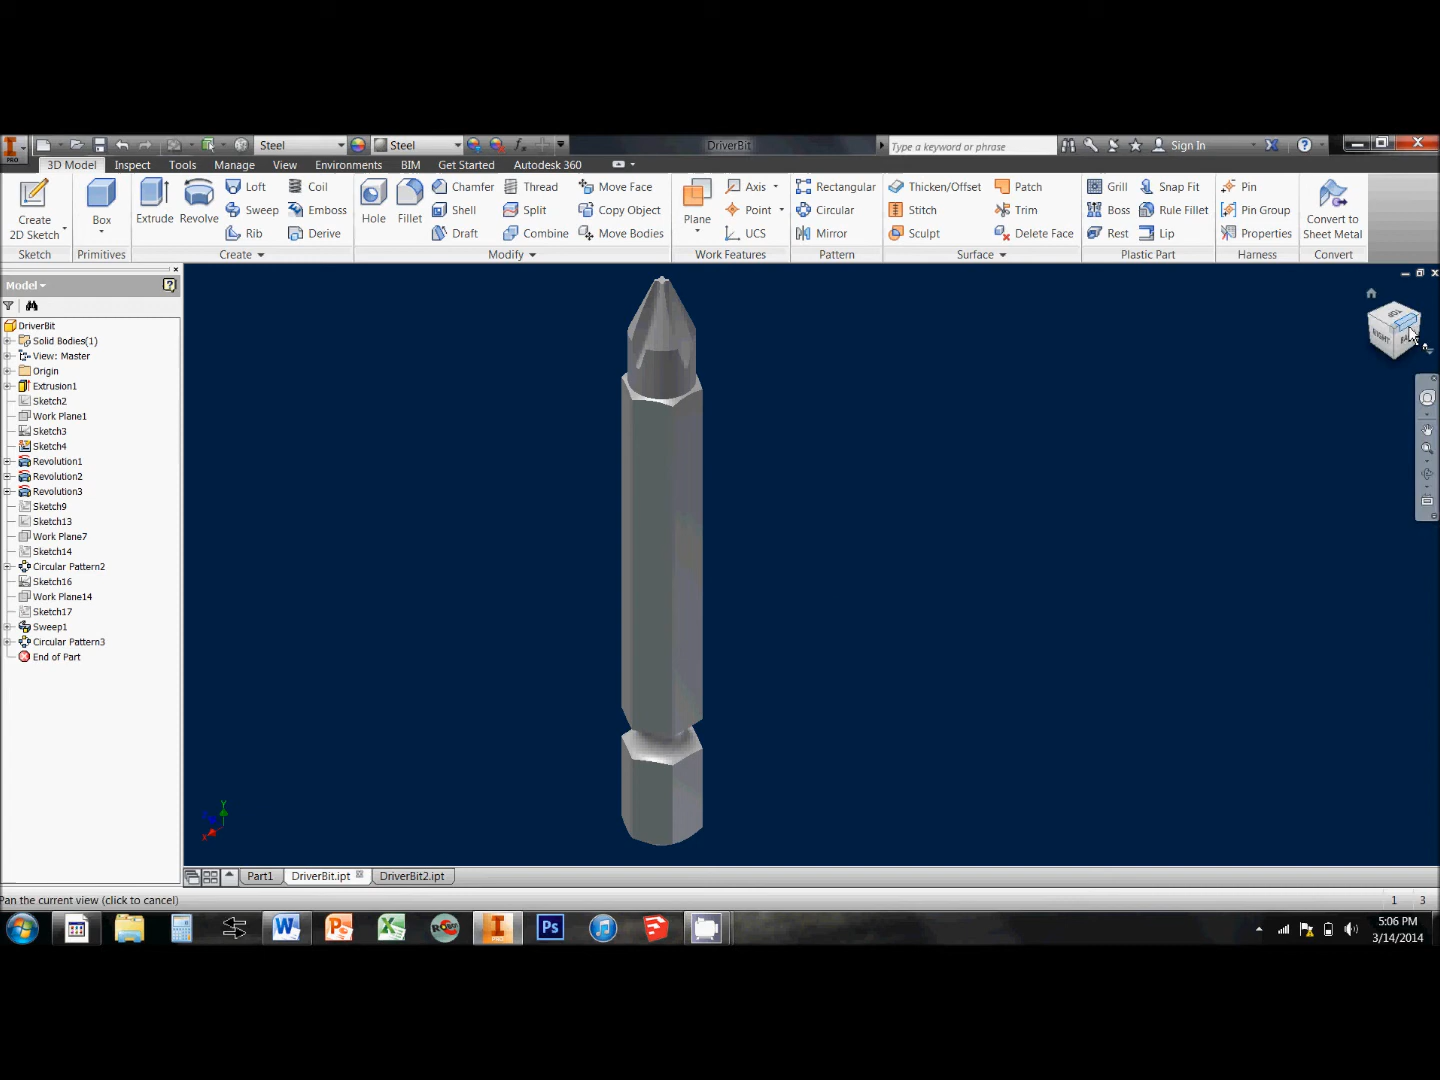 PRO Steel Steel DriverBit Type a keyword or phrase Sign In
3D Model Inspect Tools Manage View Environments BIM Get Started Autodesk 360
Create 2D Sketch
Box
Extrude
Revolve
Loft
Sweep
Rib
Coil
Emboss
Derive
Hole
Fillet
Chamfer
Shell
Draft
Thread
Split
Combine
Move Face
Copy Object
Move Bodies
Plane
Axis
Point
UCS
Rectangular
Circular
Mirror
Thicken/Offset
Stitch
Sculpt
Patch
Trim
Delete Face
Grill
Boss
Rest
Snap Fit
Rule Fillet
Lip
Pin
Pin Group
Properties
Convert to Sheet Metal
Sketch Primitives Create Modify Work Features Pattern Surface Plastic Part Harness Convert
Model
DriverBit
Solid Bodies(1)
View: Master
Origin
Extrusion1
Sketch2
Work Plane1
Sketch3
Sketch4
Revolution1
Revolution2
Revolution3
Sketch9
Sketch13
Work Plane7
Sketch14
Circular Pattern2
Sketch16
Work Plane14
Sketch17
Sweep1
Circular Pattern3
End of Part
TOP
RIGHT
Y
X
Part1 DriverBit.ipt DriverBit2.ipt
Pan the current view (click to cancel) 1 3
Ps
5:06 PM
3/14/2014